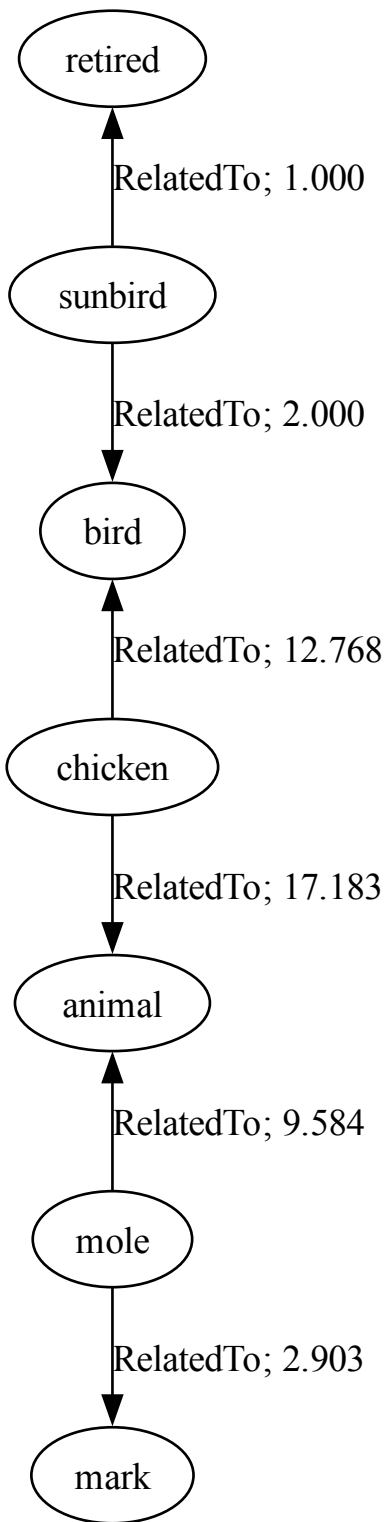 retired
RelatedTo; 1.000
sunbird
RelatedTo; 2.000
bird
RelatedTo; 12.768
chicken
RelatedTo; 17.183
animal
RelatedTo; 9.584
mole
RelatedTo; 2.903
mark